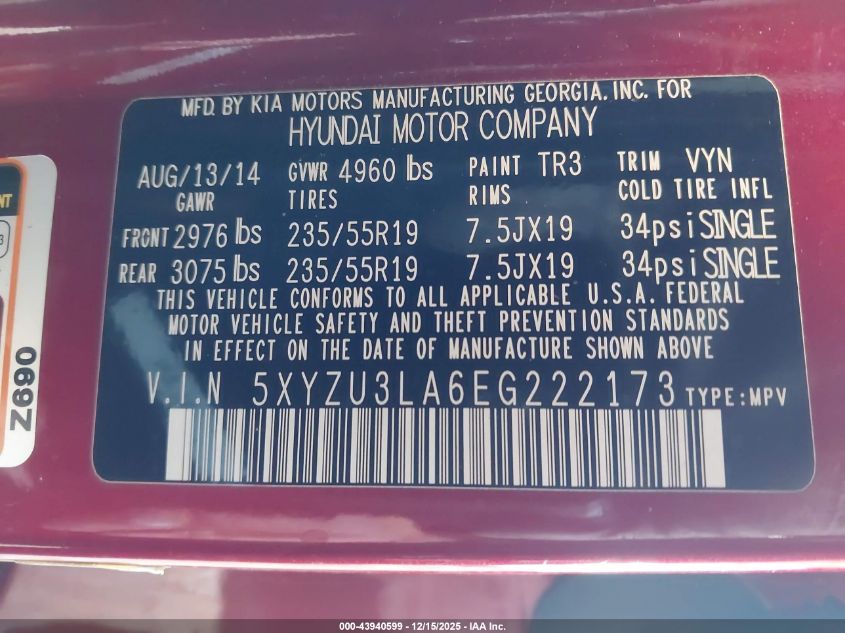 MFD. BY KIA MOTORS MANUFACTURING GEORGIA. INC. FOR
HYUNDAI MOTOR COMPANY
AUG/13/14 GVWR 4960 lbs PAINT TR3 TRIM VYN
GAWR TIRES RIMS COLD TIRE INFL
FRONT 2976 lbs 235/55R19 7.5JX19 34psi SINGLE
REAR 3075 lbs 235/55R19 7.5JX19 34psi SINGLE
THIS VEHICLE CONFORMS TO ALL APPLICABLE U.S.A. FEDERAL
MOTOR VEHICLE SAFETY AND THEFT PREVENTION STANDARDS
IN EFFECT ON THE DATE OF MANUFACTURE SHOWN ABOVE
V.I.N 5XYZU3LA6EG222173 TYPE:MPV
Z690
000-43940599 - 12/15/2025 - IAA Inc.